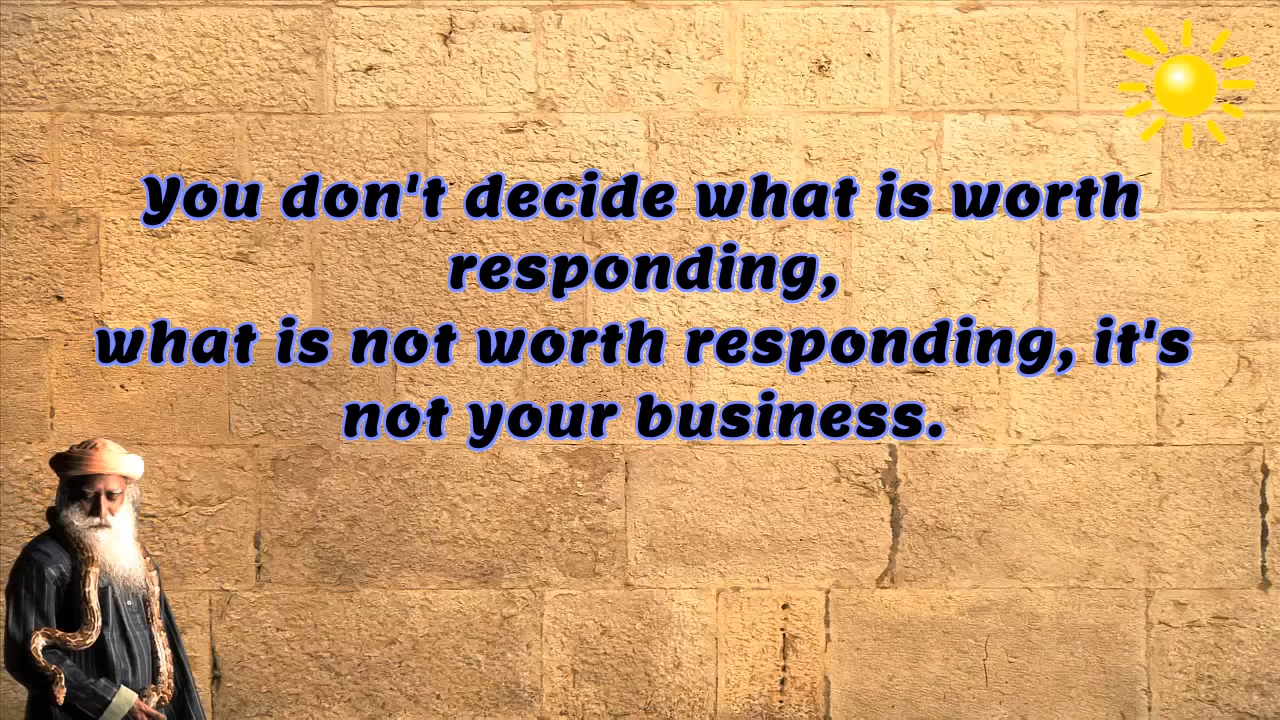 You don't decide what is worth
responding,
what is not worth responding, it's
not your business.